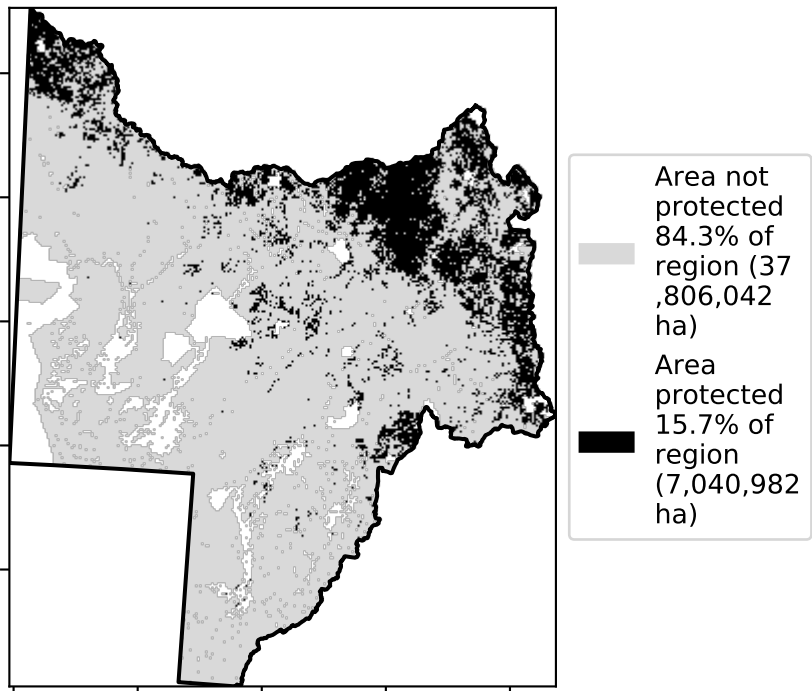 Area not
protected
84.3% of
region (37
,806,042
ha)
Area
protected
15.7% of
region
(7,040,982
ha)